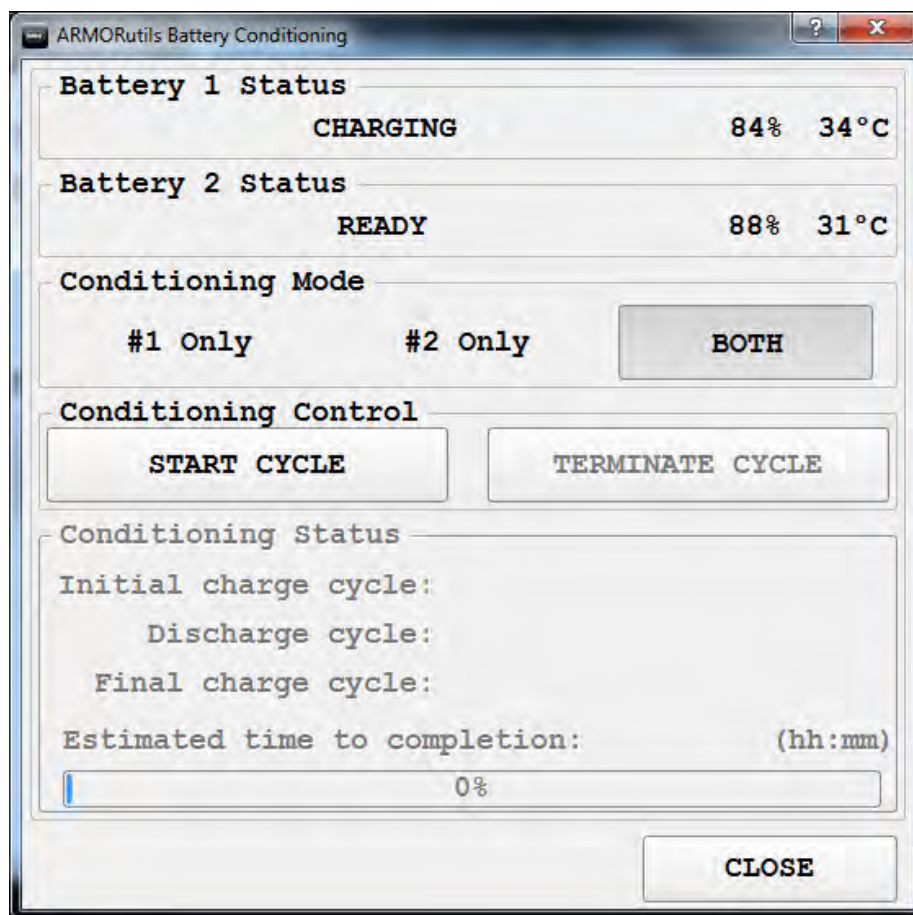 ARMORutils Battery Conditioning ? X
Battery 1 Status
CHARGING 84% 34°C
Battery 2 Status
READY 88% 31°C
Conditioning Mode
#1 Only #2 Only BOTH
Conditioning Control
START CYCLE TERMINATE CYCLE
Conditioning Status
Initial charge cycle:
Discharge cycle:
Final charge cycle:
Estimated time to completion: (hh:mm)
0%
CLOSE